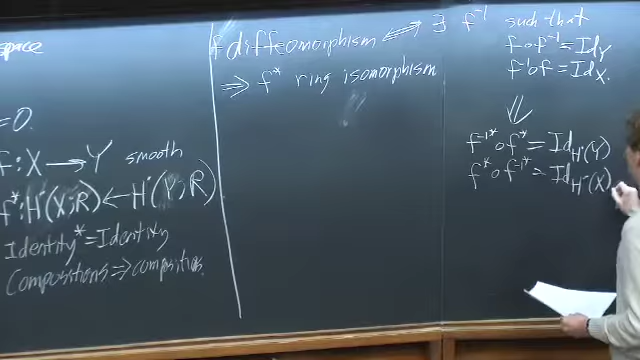 space
=0.
f:X→Y smooth
f*:H˙(X;R)←H˙(Y;R)
Identity*=Identity
Compositions⇒compositios
f diffeomorphism ⟺ ∃ f⁻¹ such that
f∘f⁻¹=Id_Y
f⁻¹∘f=Id_X.
⇒ f* ring isomorphism
⇓
f⁻¹*∘f*=Id_H˙(Y)
f*∘f⁻¹*=Id_H˙(X)